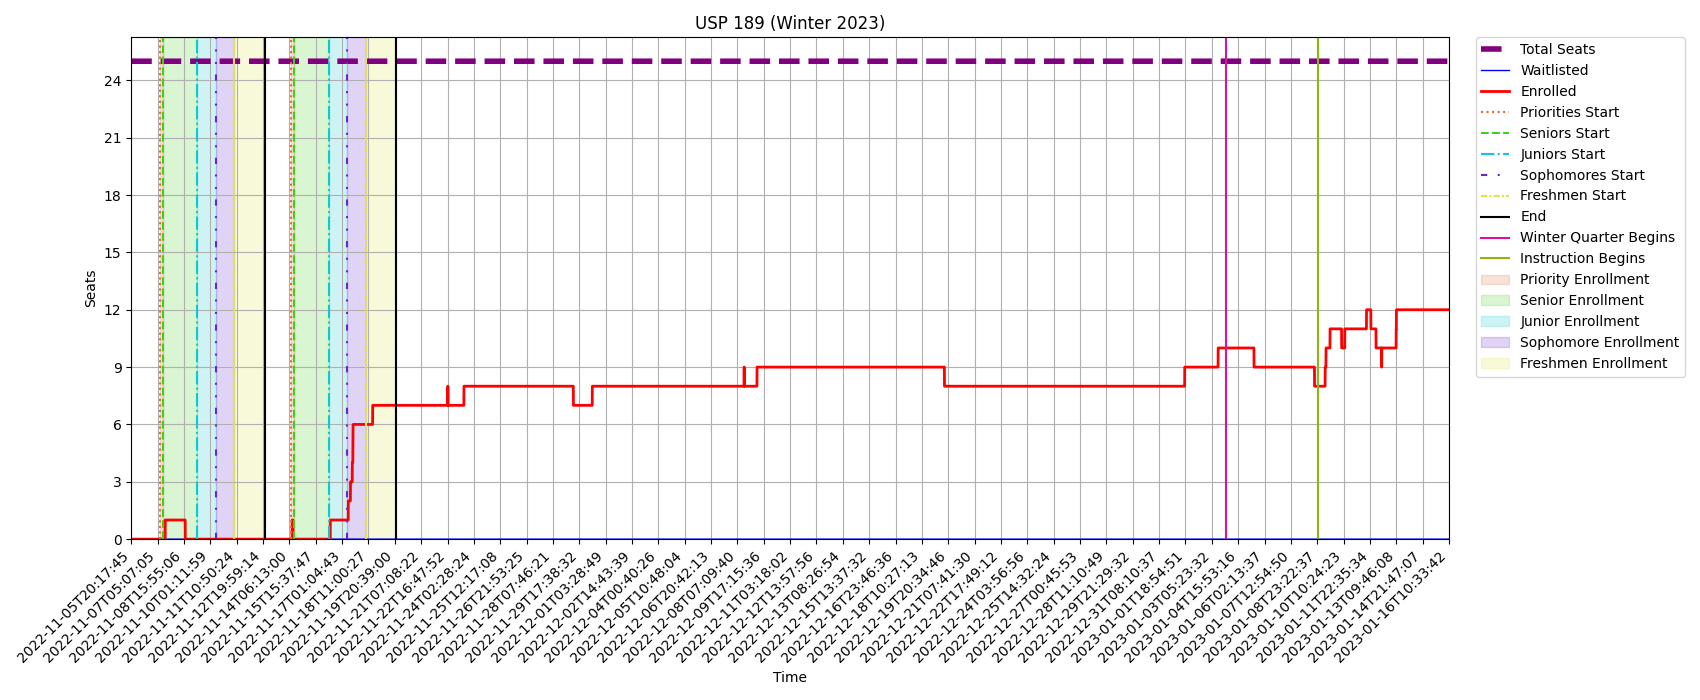 USP 189 (Winter 2023)
Seats
24
21
18
15
12
9
6
3
0
2022-11-05T20:17:45
2022-11-07T05:07:05
2022-11-08T15:55:06
2022-11-10T01:11:59
2022-11-11T10:50:24
2022-11-12T19:59:14
2022-11-14T06:13:00
2022-11-15T15:37:47
2022-11-17T01:04:43
2022-11-18T11:00:27
2022-11-19T20:39:00
2022-11-21T07:08:22
2022-11-22T16:47:52
2022-11-24T02:28:24
2022-11-25T12:17:08
2022-11-26T21:53:25
2022-11-28T07:46:21
2022-11-29T17:38:32
2022-12-01T03:28:49
2022-12-02T14:43:39
2022-12-04T00:40:26
2022-12-05T10:48:04
2022-12-06T20:42:13
2022-12-08T07:09:40
2022-12-09T17:15:36
2022-12-11T03:18:02
2022-12-12T13:57:56
2022-12-13T08:26:54
2022-12-15T13:37:32
2022-12-16T23:46:36
2022-12-18T10:27:13
2022-12-19T20:34:46
2022-12-21T07:41:30
2022-12-22T17:49:12
2022-12-24T03:56:56
2022-12-25T14:32:24
2022-12-27T00:45:53
2022-12-28T11:10:49
2022-12-29T21:29:32
2022-12-31T08:10:37
2023-01-01T18:54:51
2023-01-03T05:23:32
2023-01-04T15:53:16
2023-01-06T02:13:37
2023-01-07T12:54:50
2023-01-08T23:22:37
2023-01-10T10:24:23
2023-01-11T22:35:34
2023-01-13T09:46:08
2023-01-14T21:47:07
2023-01-16T10:33:42
Time
Total Seats
Waitlisted
Enrolled
Priorities Start
Seniors Start
Juniors Start
Sophomores Start
Freshmen Start
End
Winter Quarter Begins
Instruction Begins
Priority Enrollment
Senior Enrollment
Junior Enrollment
Sophomore Enrollment
Freshmen Enrollment